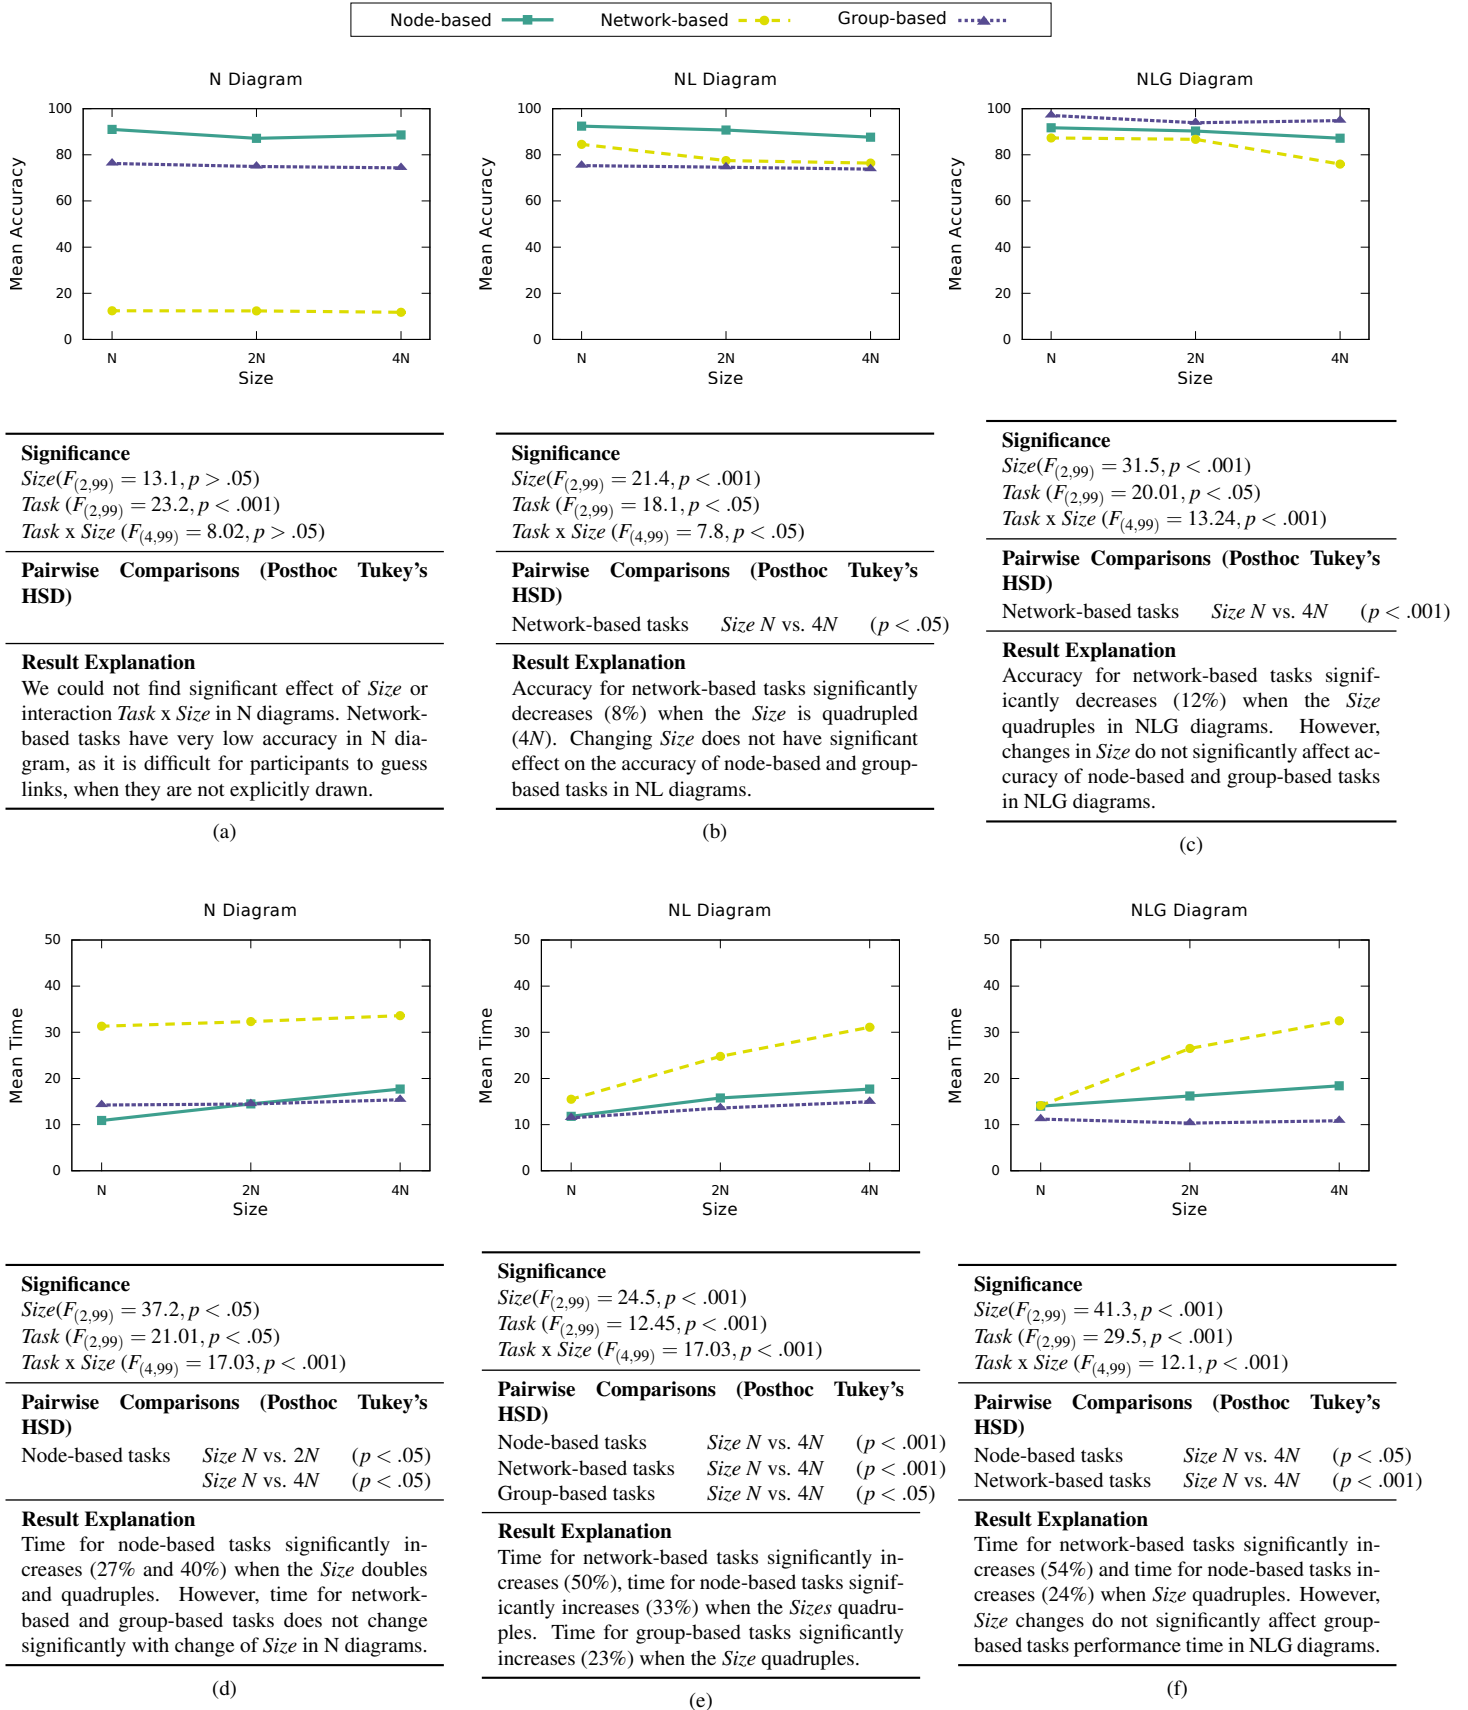 Node-based Network-based Group-based
N Diagram
100
80
60
40
20
0
Mean Accuracy
N 2N 4N
Size
NL Diagram
100
80
60
40
20
0
Mean Accuracy
N 2N 4N
Size
NLG Diagram
100
80
60
40
20
0
Mean Accuracy
N 2N 4N
Size
Significance
Size(F(2,99) = 13.1, p > .05)
Task (F(2,99) = 23.2, p < .001)
Task x Size (F(4,99) = 8.02, p > .05)
Pairwise Comparisons (Posthoc Tukey's
HSD)
Result Explanation
We could not find significant effect of Size or
interaction Task x Size in N diagrams. Network-
based tasks have very low accuracy in N dia-
gram, as it is difficult for participants to guess
links, when they are not explicitly drawn.
(a)
Significance
Size(F(2,99) = 21.4, p < .001)
Task (F(2,99) = 18.1, p < .05)
Task x Size (F(4,99) = 7.8, p < .05)
Pairwise Comparisons (Posthoc Tukey's
HSD)
Network-based tasks Size N vs. 4N (p < .05)
Result Explanation
Accuracy for network-based tasks significantly
decreases (8%) when the Size is quadrupled
(4N). Changing Size does not have significant
effect on the accuracy of node-based and group-
based tasks in NL diagrams.
(b)
Significance
Size(F(2,99) = 31.5, p < .001)
Task (F(2,99) = 20.01, p < .05)
Task x Size (F(4,99) = 13.24, p < .001)
Pairwise Comparisons (Posthoc Tukey's
HSD)
Network-based tasks Size N vs. 4N (p < .001)
Result Explanation
Accuracy for network-based tasks signif-
icantly decreases (12%) when the Size
quadruples in NLG diagrams. However,
changes in Size do not significantly affect ac-
curacy of node-based and group-based tasks
in NLG diagrams.
(c)
N Diagram
50
40
30
20
10
0
Mean Time
N 2N 4N
Size
NL Diagram
50
40
30
20
10
0
Mean Time
N 2N 4N
Size
NLG Diagram
50
40
30
20
10
0
Mean Time
N 2N 4N
Size
Significance
Size(F(2,99) = 37.2, p < .05)
Task (F(2,99) = 21.01, p < .05)
Task x Size (F(4,99) = 17.03, p < .001)
Pairwise Comparisons (Posthoc Tukey's
HSD)
Node-based tasks Size N vs. 2N (p < .05)
Size N vs. 4N (p < .05)
Result Explanation
Time for node-based tasks significantly in-
creases (27% and 40%) when the Size doubles
and quadruples. However, time for network-
based and group-based tasks does not change
significantly with change of Size in N diagrams.
(d)
Significance
Size(F(2,99) = 24.5, p < .001)
Task (F(2,99) = 12.45, p < .001)
Task x Size (F(4,99) = 17.03, p < .001)
Pairwise Comparisons (Posthoc Tukey's
HSD)
Node-based tasks Size N vs. 4N (p < .001)
Network-based tasks Size N vs. 4N (p < .001)
Group-based tasks Size N vs. 4N (p < .05)
Result Explanation
Time for network-based tasks significantly in-
creases (50%), time for node-based tasks signif-
icantly increases (33%) when the Sizes quadru-
ples. Time for group-based tasks significantly
increases (23%) when the Size quadruples.
(e)
Significance
Size(F(2,99) = 41.3, p < .001)
Task (F(2,99) = 29.5, p < .001)
Task x Size (F(4,99) = 12.1, p < .001)
Pairwise Comparisons (Posthoc Tukey's
HSD)
Node-based tasks Size N vs. 4N (p < .05)
Network-based tasks Size N vs. 4N (p < .001)
Result Explanation
Time for network-based tasks significantly in-
creases (54%) and time for node-based tasks in-
creases (24%) when Size quadruples. However,
Size changes do not significantly affect group-
based tasks performance time in NLG diagrams.
(f)